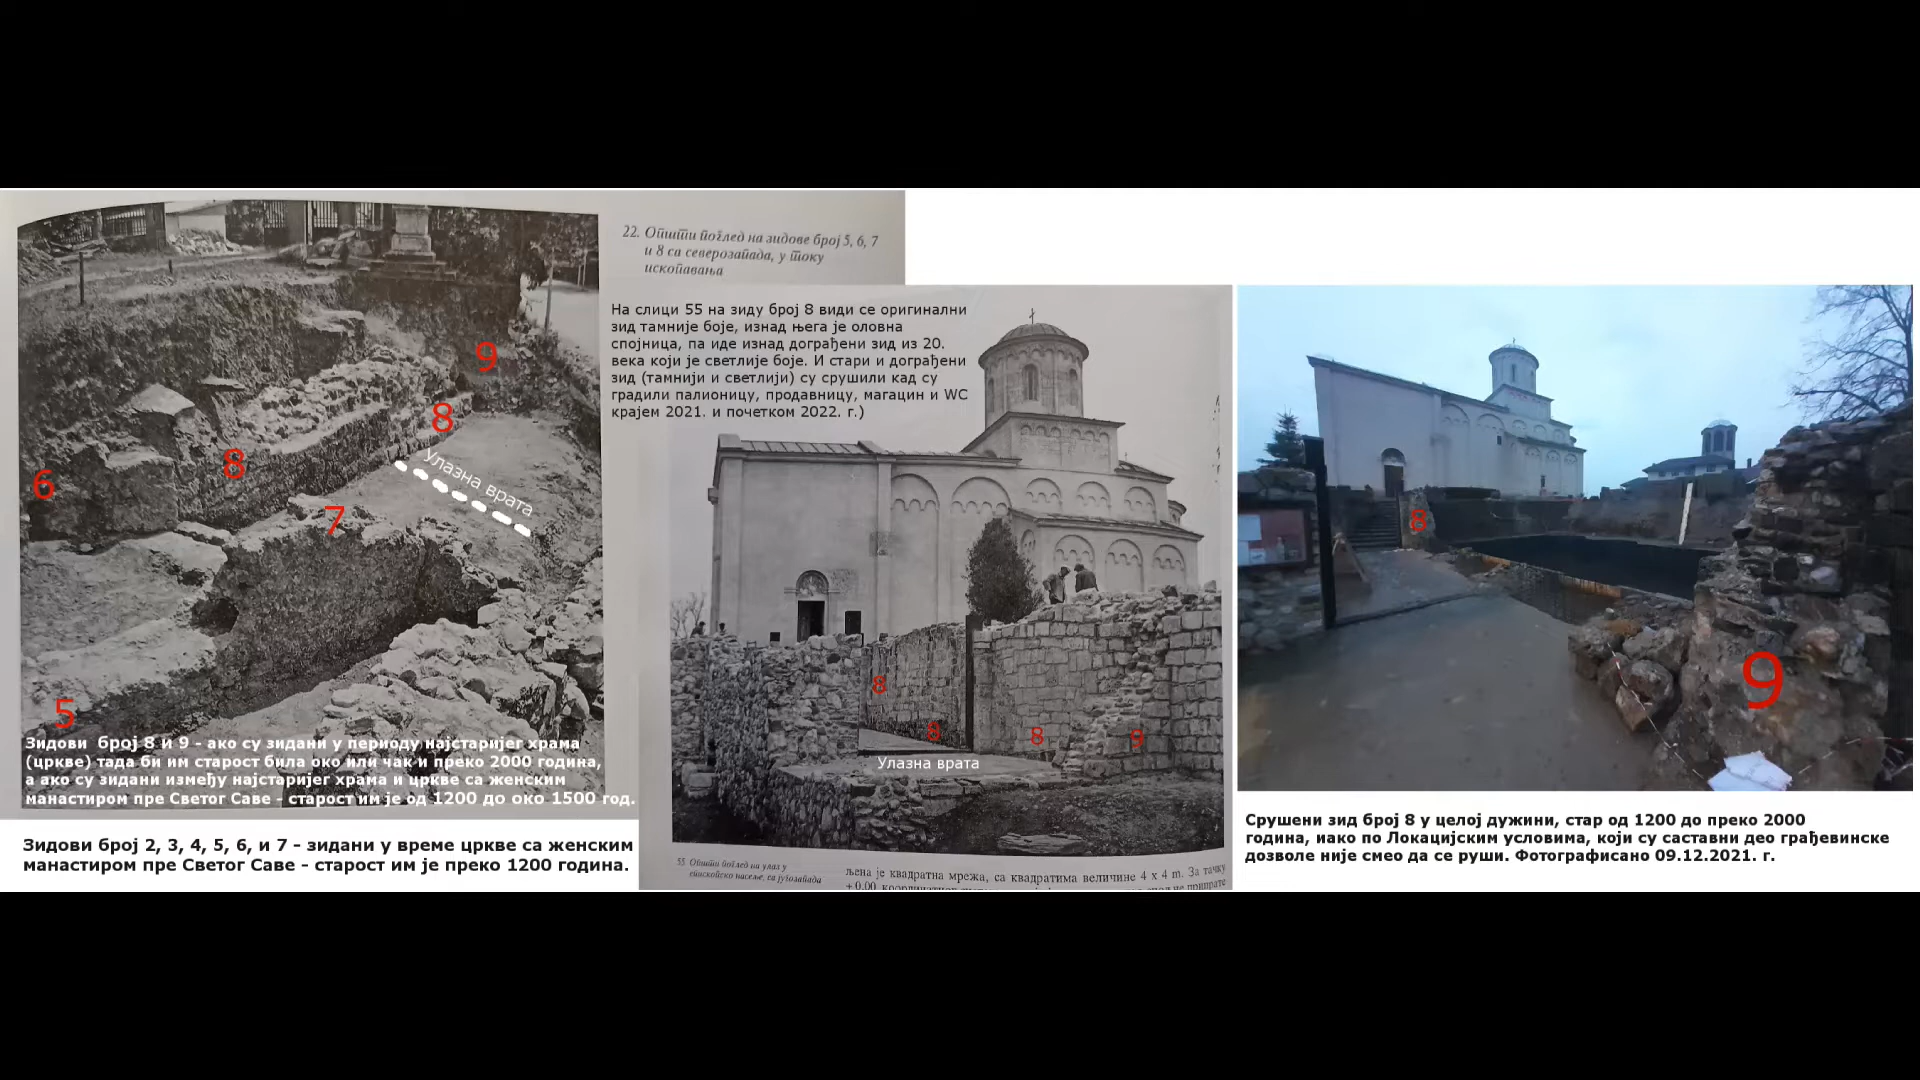 22. Општи поглед на зидове број 5, 6, 7
и 8 са северозапада, у току
ископавања
На слици 55 на зиду број 8 види се оригинални
зид тамније боје, изнад њега је оловна
спојница, па иде изнад дограђени зид из 20.
века који је светлије боје. И стари и дограђени
зид (тамнији и светлији) су срушили кад су
градили палионицу, продавницу, магацин и WC
крајем 2021. и почетком 2022. г.)
9
8
8
6
7
5
Улазна врата
Зидови број 8 и 9 - ако су зидани у периоду најстаријег храма
(цркве) тада би им старост била око или чак и преко 2000 година,
а ако су зидани између најстаријег храма и цркве са женским
манастиром пре Светог Саве - старост им је од 1200 до око 1500 год.
Зидови број 2, 3, 4, 5, 6, и 7 - зидани у време цркве са женским
манастиром пре Светог Саве - старост им је преко 1200 година.
8
8
8
9
Улазна врата
55 Општи поглед на улаз у
епископско насеље, са југозапада
љена је квадратна мрежа, са квадратима величине 4 x 4 m. За тачку
8
9
Срушени зид број 8 у целој дужини, стар од 1200 до преко 2000
година, иако по Локацијским условима, који су саставни део грађевинске
дозволе није смео да се руши. Фотографисано 09.12.2021. г.